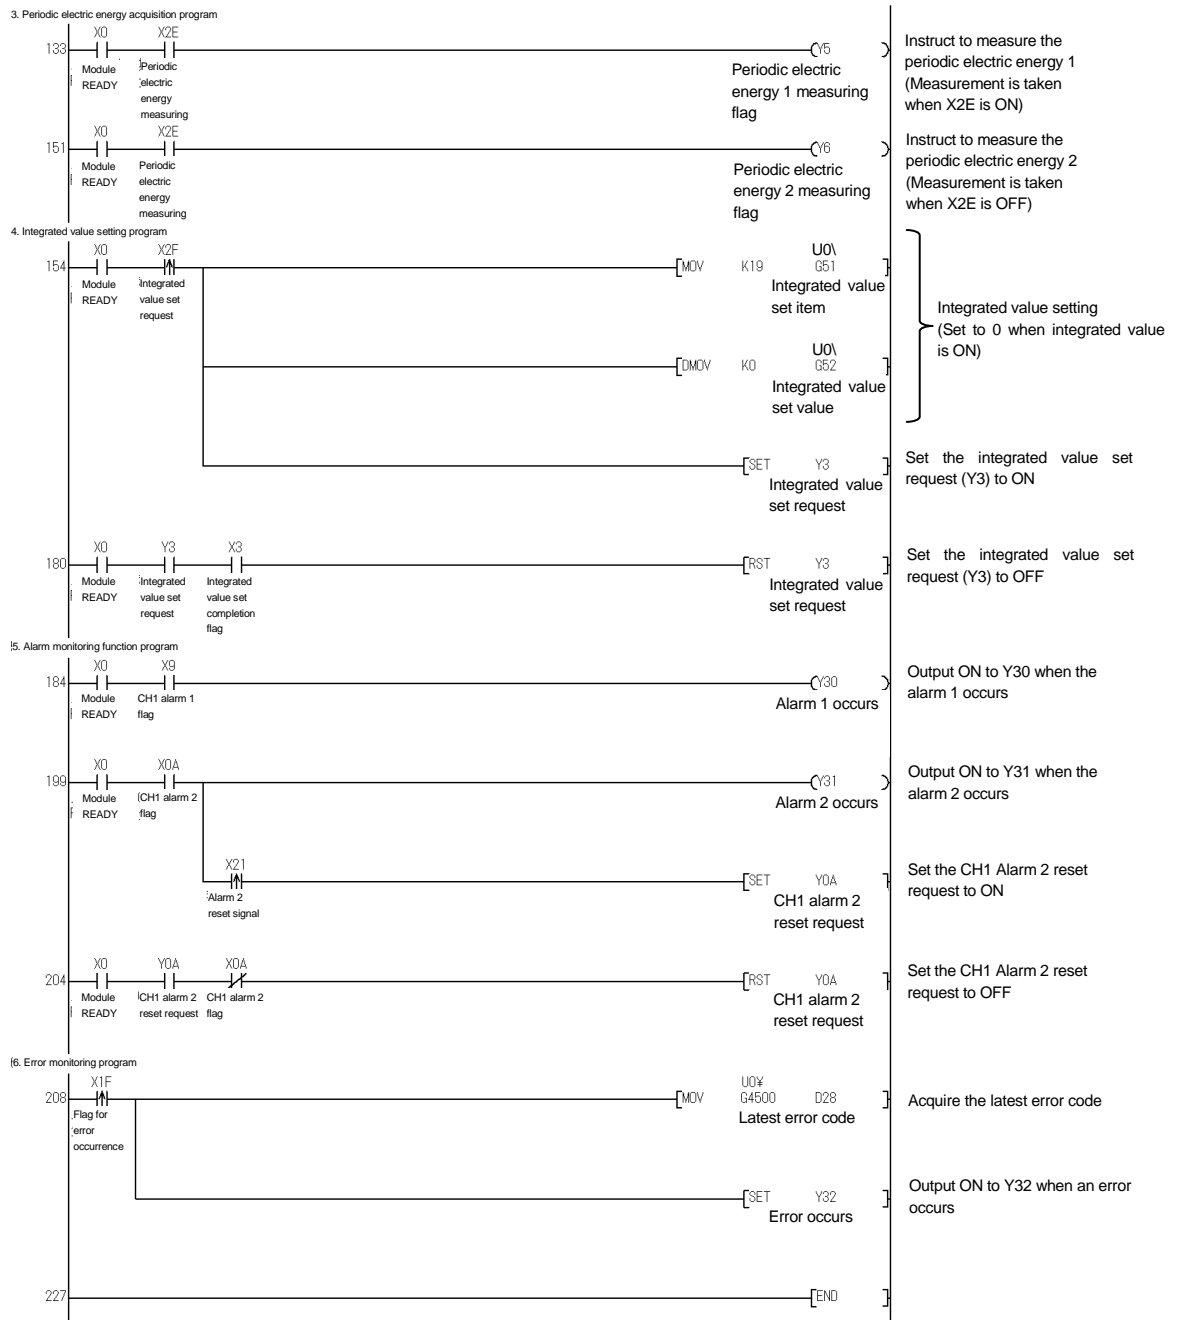 3. Periodic electric energy acquisition program
X0 X2E
133 Y5
Module READY
Periodic electric energy measuring
Periodic electric energy 1 measuring flag
Instruct to measure the periodic electric energy 1 (Measurement is taken when X2E is ON)
X0 X2E
151 Y6
Module READY
Periodic electric energy measuring
Periodic electric energy 2 measuring flag
Instruct to measure the periodic electric energy 2 (Measurement is taken when X2E is OFF)
4. Integrated value setting program
X0 X2F U0\
154 MOV K19 G51
Module READY
Integrated value set request
Integrated value set item
U0\
DMOV K0 G52
Integrated value set value
Integrated value setting (Set to 0 when integrated value is ON)
SET Y3
Integrated value set request
Set the integrated value set request (Y3) to ON
X0 Y3 X3
180 RST Y3
Module READY
Integrated value set request
Integrated value set completion flag
Integrated value set request
Set the integrated value set request (Y3) to OFF
5. Alarm monitoring function program
X0 X9
184 Y30
Module READY
CH1 alarm 1 flag
Alarm 1 occurs
Output ON to Y30 when the alarm 1 occurs
X0 X0A
199 Y31
Module READY
(CH1 alarm 2 flag
Alarm 2 occurs
Output ON to Y31 when the alarm 2 occurs
X21
SET Y0A
Alarm 2 reset signal
CH1 alarm 2 reset request
Set the CH1 Alarm 2 reset request to ON
X0 Y0A X0A
204 RST Y0A
Module READY
CH1 alarm 2 reset request
CH1 alarm 2 flag
CH1 alarm 2 reset request
Set the CH1 Alarm 2 reset request to OFF
6. Error monitoring program
X1F U0¥
208 MOV G4500 D28
Flag for error occurrence
Latest error code
Acquire the latest error code
SET Y32
Error occurs
Output ON to Y32 when an error occurs
227 END